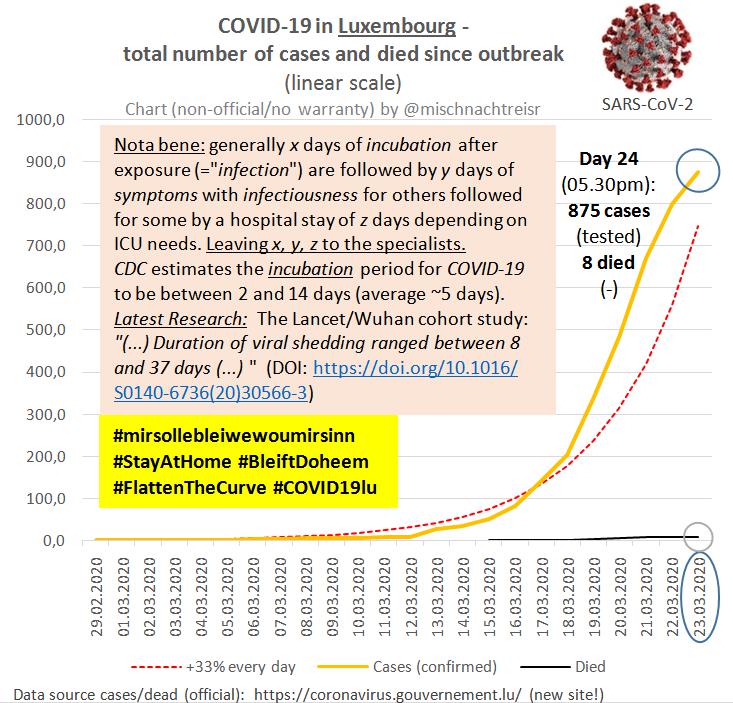 COVID-19 in Luxembourg -
total number of cases and died since outbreak
(linear scale)
Chart (non-official/no warranty) by @mischnachtreisr
SARS-CoV-2
1000,0
900,0
800,0
700,0
600,0
500,0
400,0
300,0
200,0
100,0
0,0
Nota bene: generally x days of incubation after
exposure (="infection") are followed by y days of
symptoms with infectiousness for others followed
for some by a hospital stay of z days depending on
ICU needs. Leaving x, y, z to the specialists.
CDC estimates the incubation period for COVID-19
to be between 2 and 14 days (average ~5 days).
Latest Research: The Lancet/Wuhan cohort study:
"(...) Duration of viral shedding ranged between 8
and 37 days (...) " (DOI: https://doi.org/10.1016/
S0140-6736(20)30566-3)
#mirsollebleiwewoumirsinn
#StayAtHome #BleiftDoheem
#FlattenTheCurve #COVID19lu
Day 24
(05.30pm):
875 cases
(tested)
8 died
(-)
29.02.2020
01.03.2020
02.03.2020
03.03.2020
04.03.2020
05.03.2020
06.03.2020
07.03.2020
08.03.2020
09.03.2020
10.03.2020
11.03.2020
12.03.2020
13.03.2020
14.03.2020
15.03.2020
16.03.2020
17.03.2020
18.03.2020
19.03.2020
20.03.2020
21.03.2020
22.03.2020
23.03.2020
+33% every day
Cases (confirmed)
Died
Data source cases/dead (official): https://coronavirus.gouvernement.lu/ (new site!)